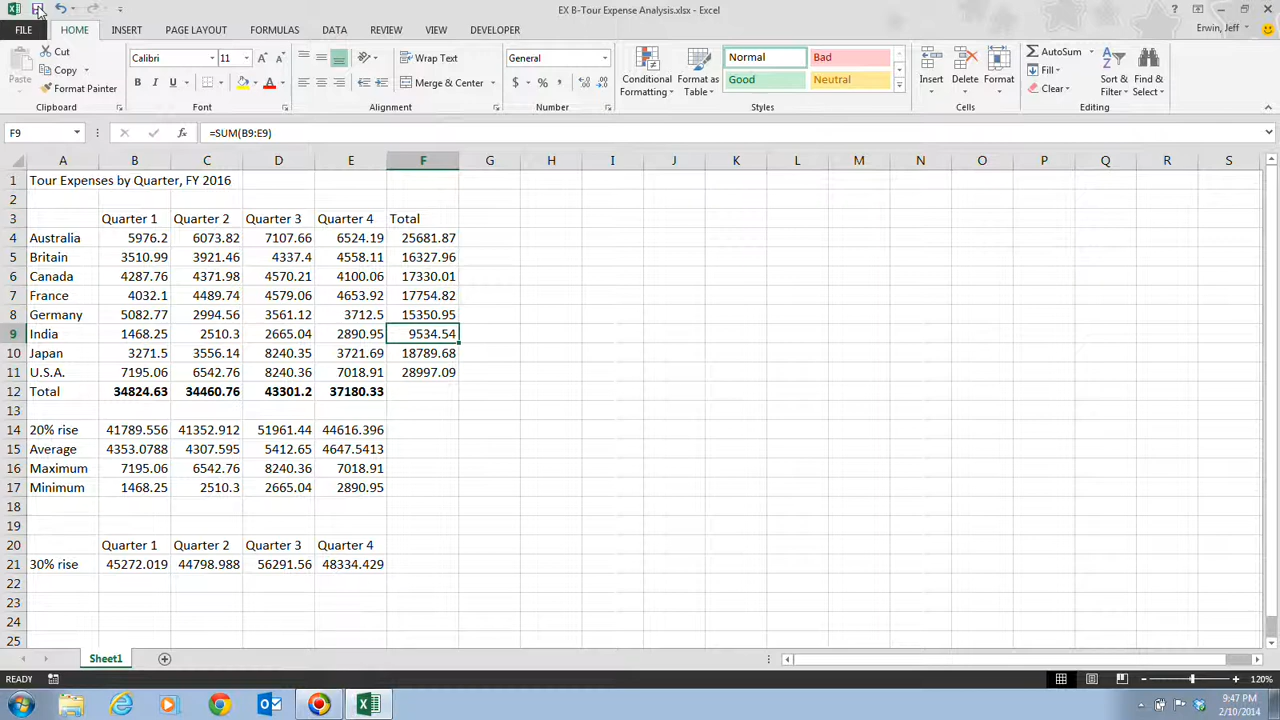 EX B-Tour Expense Analysis.xlsx - Excel
FILE HOME INSERT PAGE LAYOUT FORMULAS DATA REVIEW VIEW DEVELOPER Erwin, Jeff
Paste
Cut
Copy
Format Painter
Clipboard
Calibri 11
B I U
Font
Wrap Text
Merge & Center
Alignment
General
$ % ,
Number
Conditional Formatting
Format as Table
Normal Bad
Good Neutral
Styles
Insert Delete Format
Cells
AutoSum
Fill
Clear
Sort & Filter
Find & Select
Editing
F9 =SUM(B9:E9)
A B C D E F G H I J K L M N O P Q R S
1 Tour Expenses by Quarter, FY 2016
2
3 Quarter 1 Quarter 2 Quarter 3 Quarter 4 Total
4 Australia 5976.2 6073.82 7107.66 6524.19 25681.87
5 Britain 3510.99 3921.46 4337.4 4558.11 16327.96
6 Canada 4287.76 4371.98 4570.21 4100.06 17330.01
7 France 4032.1 4489.74 4579.06 4653.92 17754.82
8 Germany 5082.77 2994.56 3561.12 3712.5 15350.95
9 India 1468.25 2510.3 2665.04 2890.95 9534.54
10 Japan 3271.5 3556.14 8240.35 3721.69 18789.68
11 U.S.A. 7195.06 6542.76 8240.36 7018.91 28997.09
12 Total 34824.63 34460.76 43301.2 37180.33
13
14 20% rise 41789.556 41352.912 51961.44 44616.396
15 Average 4353.0788 4307.595 5412.65 4647.5413
16 Maximum 7195.06 6542.76 8240.36 7018.91
17 Minimum 1468.25 2510.3 2665.04 2890.95
18
19
20 Quarter 1 Quarter 2 Quarter 3 Quarter 4
21 30% rise 45272.019 44798.988 56291.56 48334.429
22
23
24
25
Sheet1
READY 120%
9:47 PM
2/10/2014